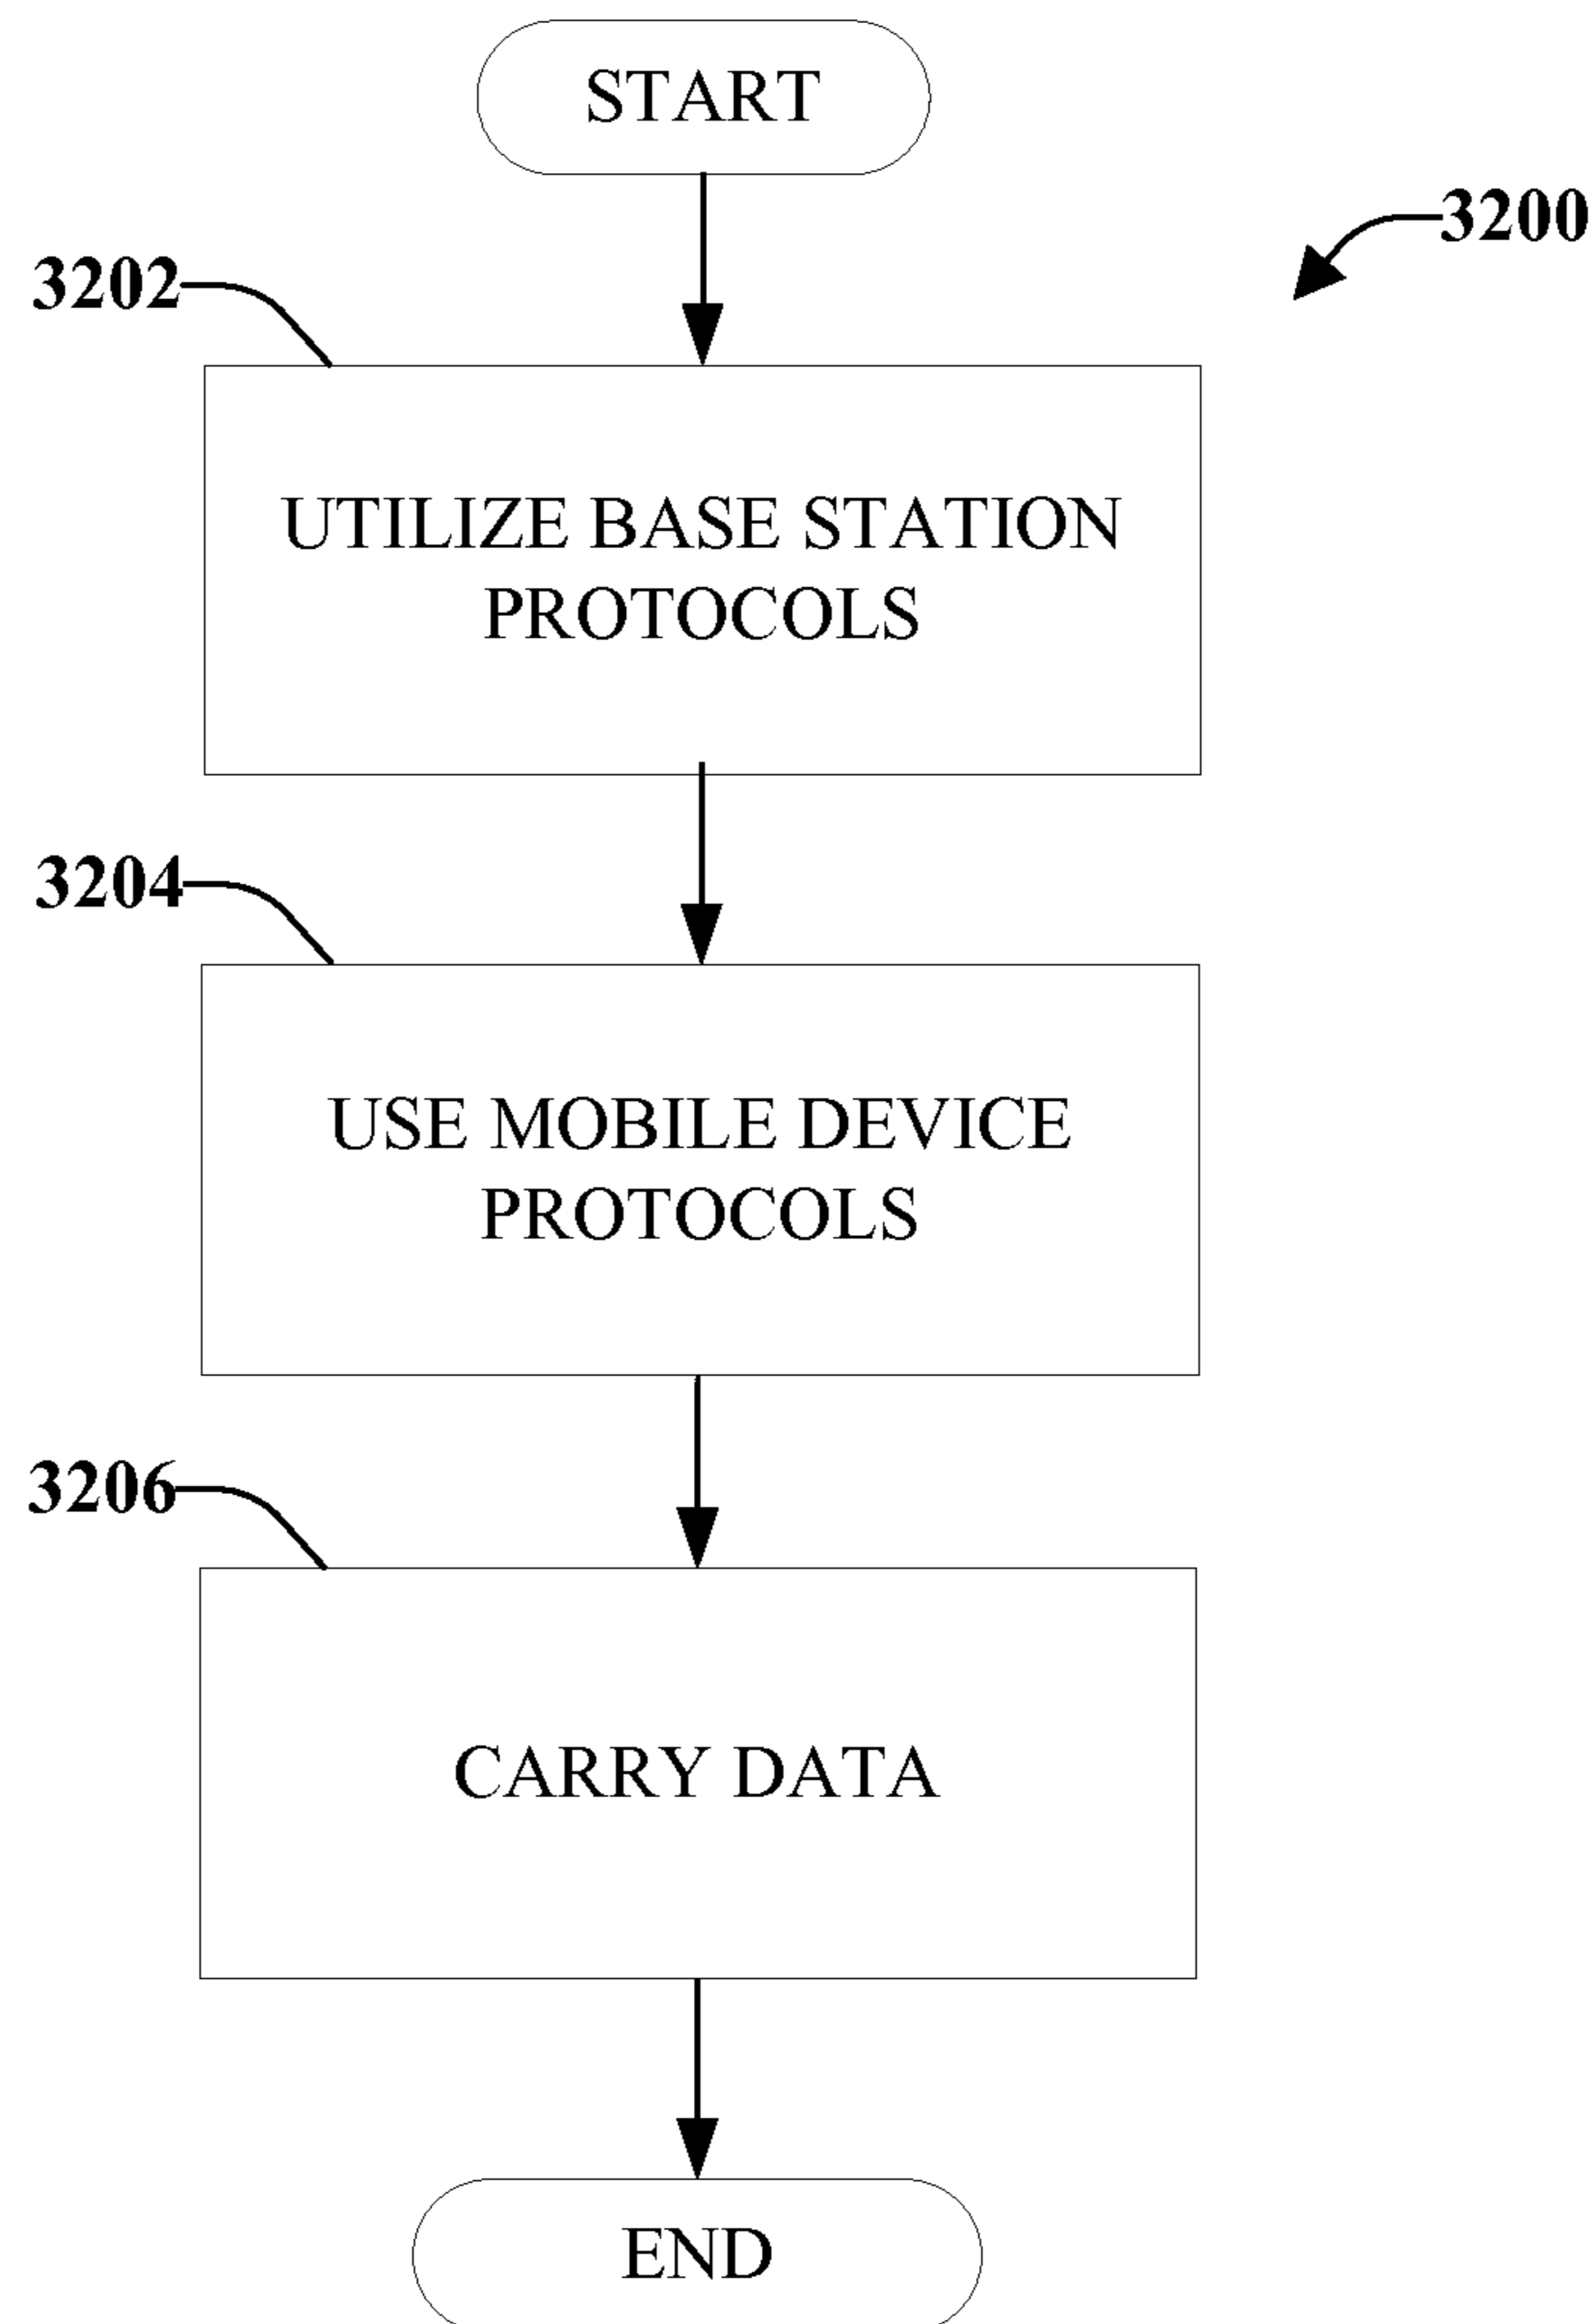 START
3200
3202
UTILIZE BASE STATION
PROTOCOLS
3204
USE MOBILE DEVICE
PROTOCOLS
3206
CARRY DATA
END